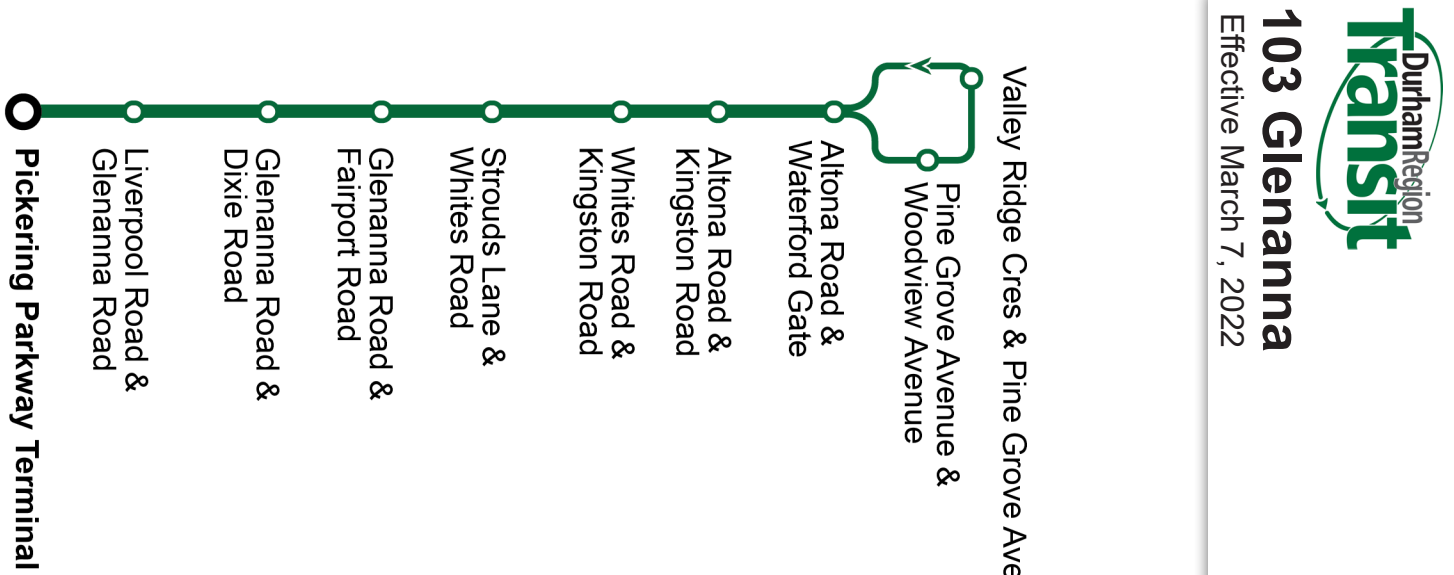 DurhamRegion
Transit
103 Glenanna
Effective March 7, 2022
Valley Ridge Cres & Pine Grove Ave
Pine Grove Avenue &
Woodview Avenue
Altona Road &
Waterford Gate
Altona Road &
Kingston Road
Whites Road &
Kingston Road
Strouds Lane &
Whites Road
Glenanna Road &
Fairport Road
Glenanna Road &
Dixie Road
Liverpool Road &
Glenanna Road
Pickering Parkway Terminal